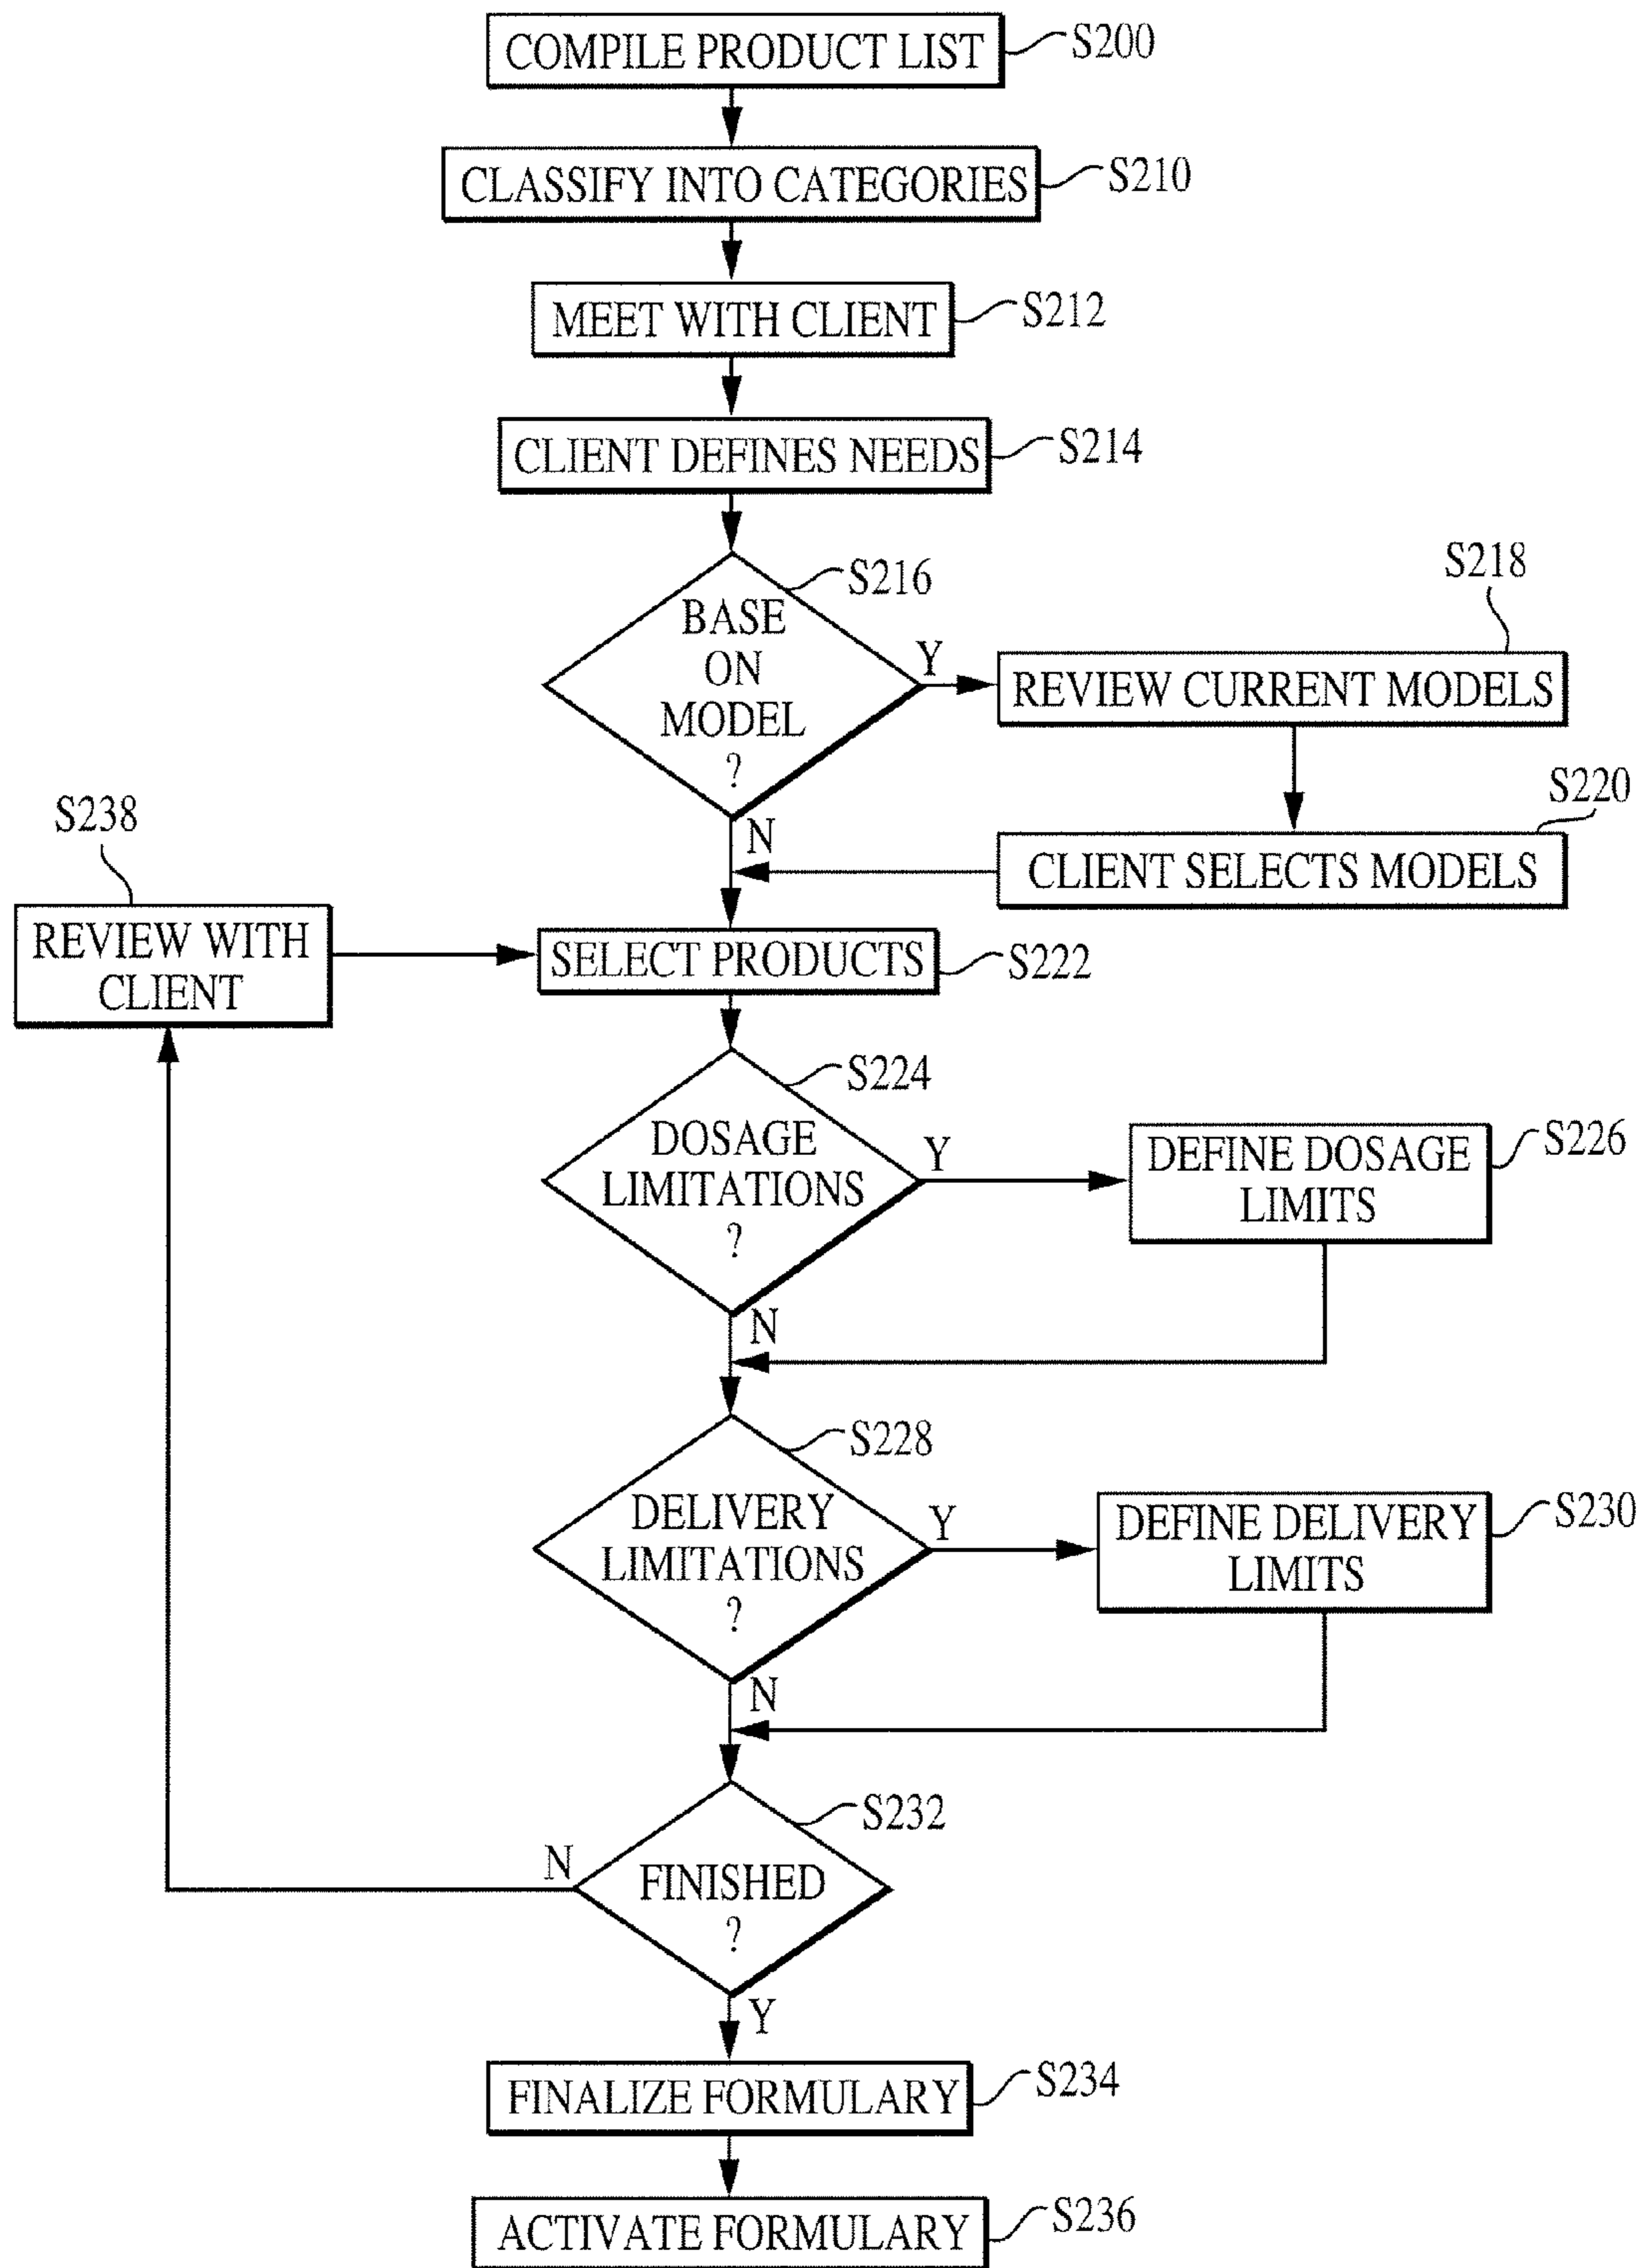 COMPILE PRODUCT LIST
S200
CLASSIFY INTO CATEGORIES
S210
MEET WITH CLIENT
S212
CLIENT DEFINES NEEDS
S214
S216
BASE
ON
MODEL
?
Y
N
S218
REVIEW CURRENT MODELS
S220
CLIENT SELECTS MODELS
S238
REVIEW WITH
CLIENT
SELECT PRODUCTS
S222
S224
DOSAGE
LIMITATIONS
?
Y
N
DEFINE DOSAGE
LIMITS
S226
S228
DELIVERY
LIMITATIONS
?
Y
N
DEFINE DELIVERY
LIMITS
S230
S232
FINISHED
?
N
Y
FINALIZE FORMULARY
S234
ACTIVATE FORMULARY
S236